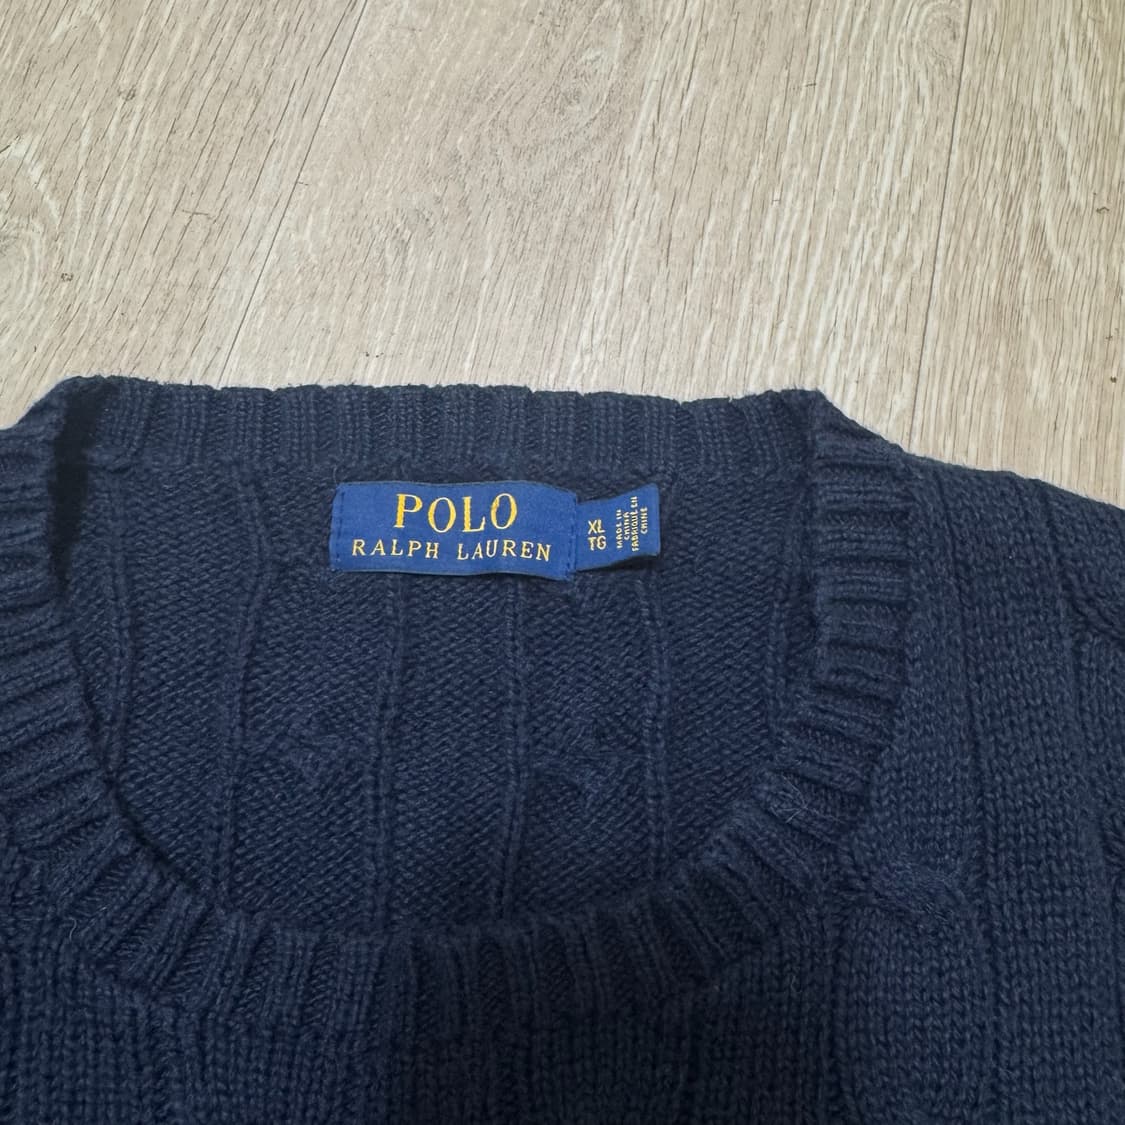 POLO
RALPH LAUREN
XL
TG
MADE IN
CHINA
FABRIQUÉ EN
CHINE